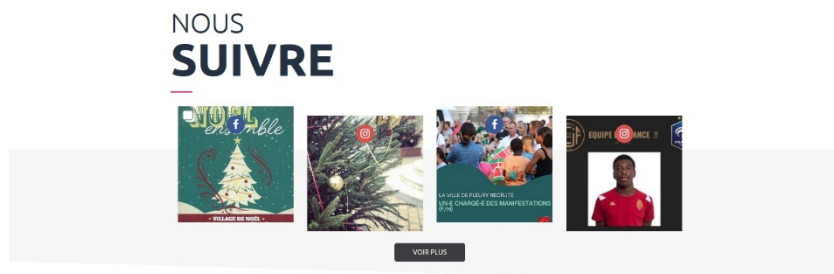 NOUS
SUIVRE
NOËL
ensemble
• VILLAGE DE NOËL •
LA VILLE DE FLEURY RECRUTE
UN·E CHARGÉ·E DES MANIFESTATIONS
(F/H)
EQUIPE
ANCE
VOIR PLUS